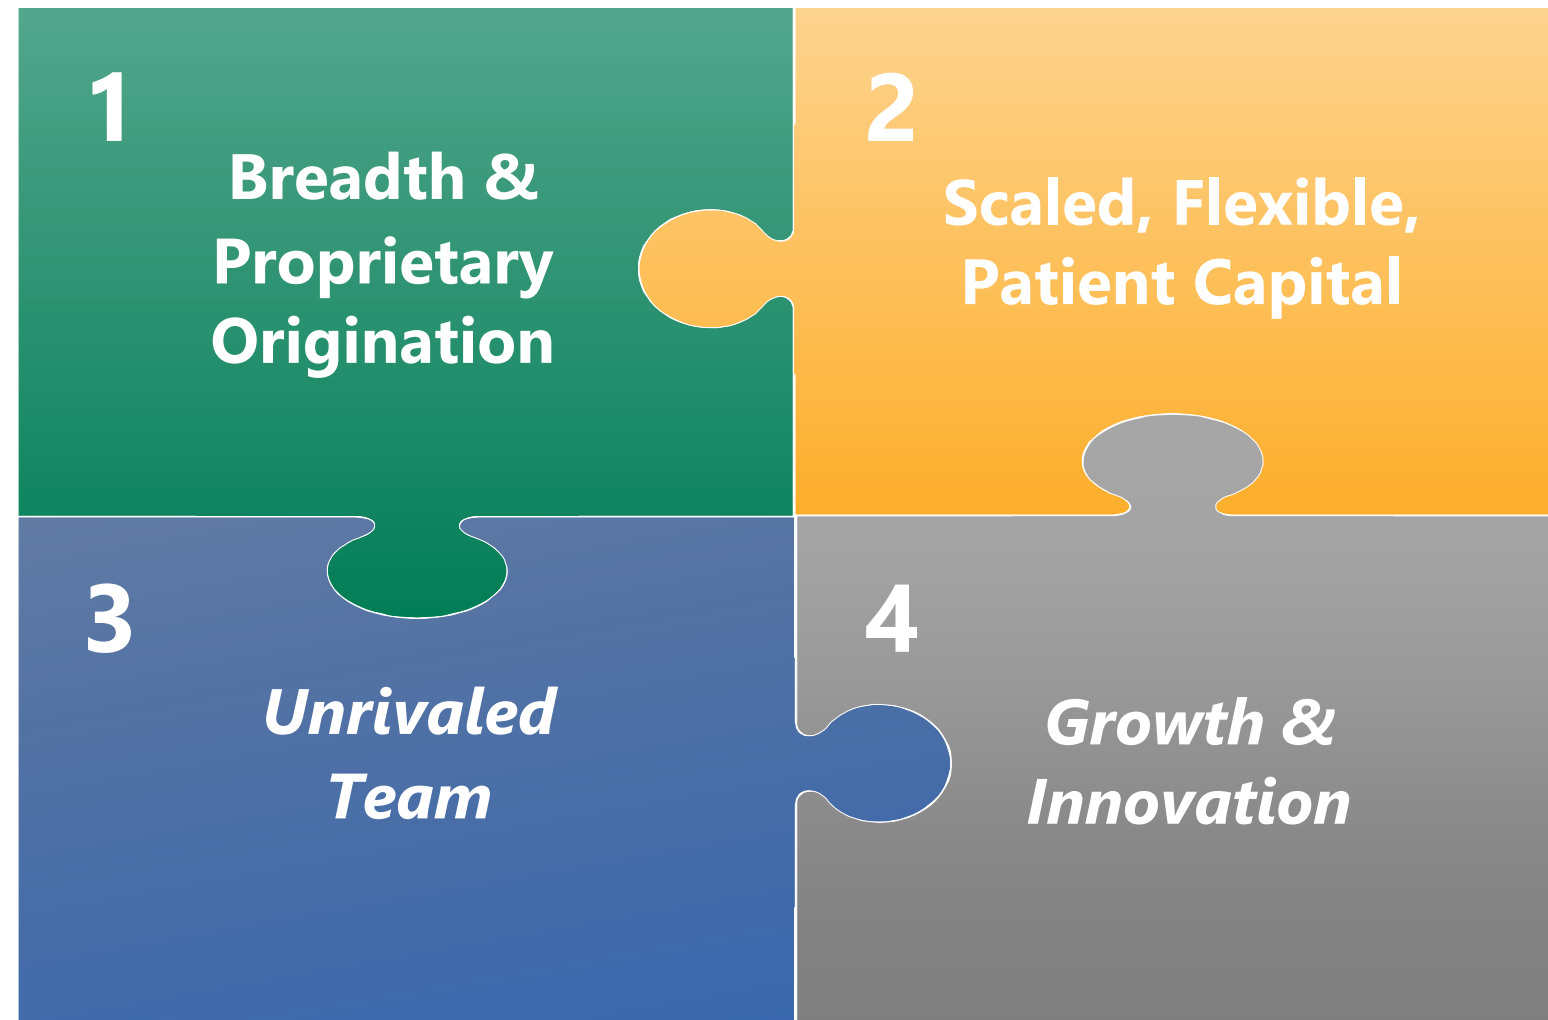 1
Breadth &
Proprietary
Origination
2
Scaled, Flexible,
Patient Capital
3
Unrivaled
Team
4
Growth &
Innovation